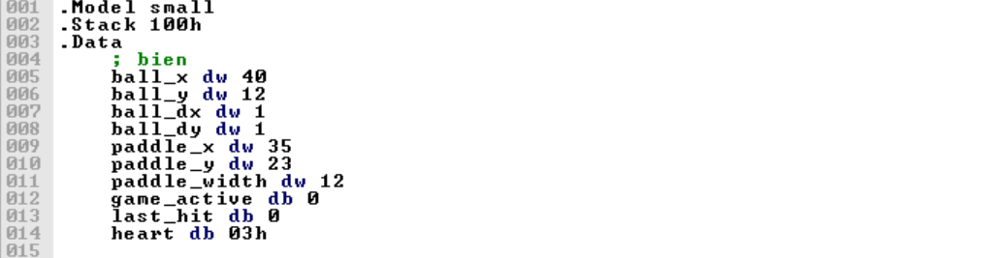 001 .Model small
002 .Stack 100h
003 .Data
004 ; bien
005 ball_x dw 40
006 ball_y dw 12
007 ball_dx dw 1
008 ball_dy dw 1
009 paddle_x dw 35
010 paddle_y dw 23
011 paddle_width dw 12
012 game_active db 0
013 last_hit db 0
014 heart db 03h
015